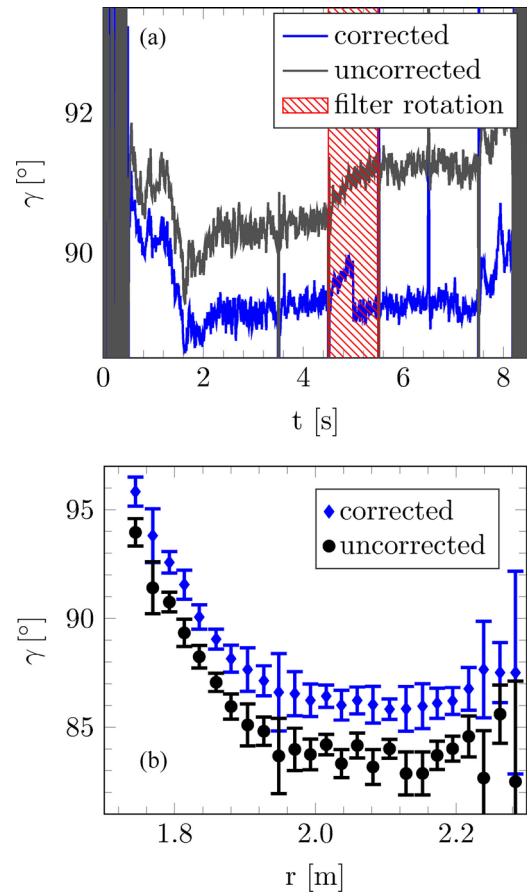 (a)
corrected
uncorrected
filter rotation
92
90
γ [°]
0 2 4 6 8
t [s]
corrected
uncorrected
95
90
85
γ [°]
(b)
1.8 2.0 2.2
r [m]